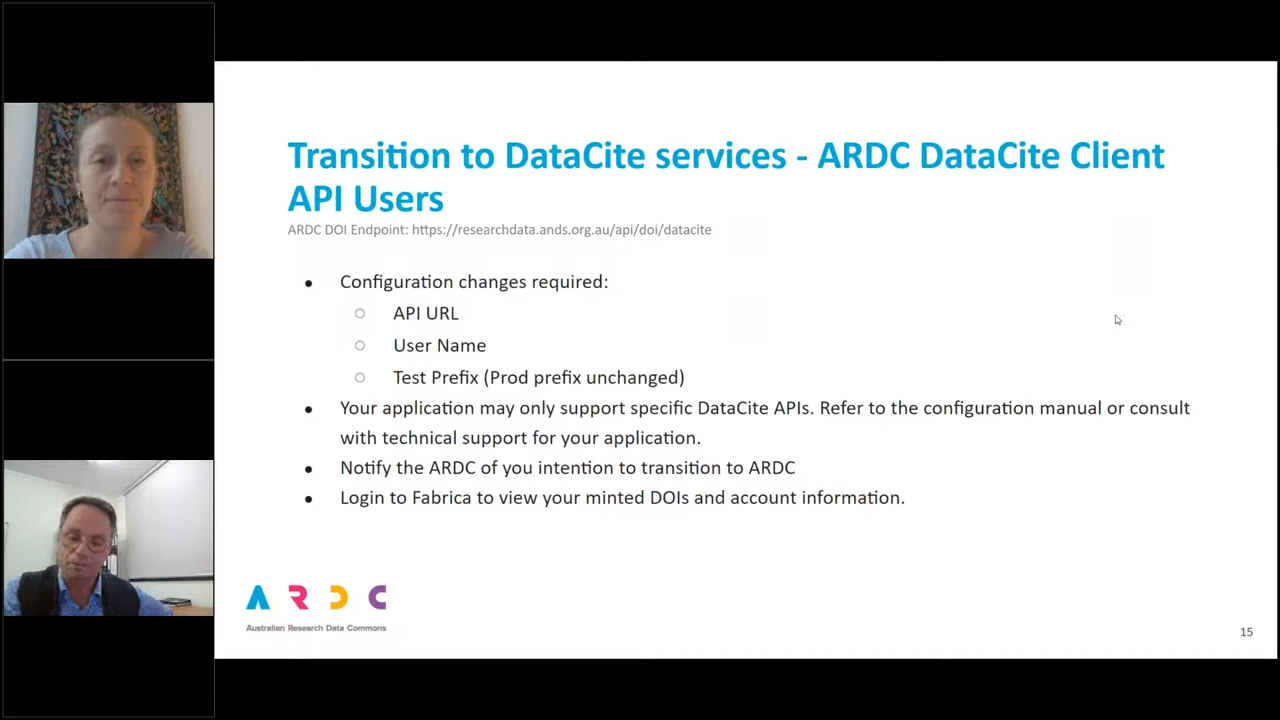 Transition to DataCite services - ARDC DataCite Client
API Users
ARDC DOI Endpoint: https://researchdata.ands.org.au/api/doi/datacite
● Configuration changes required:
○ API URL
○ User Name
○ Test Prefix (Prod prefix unchanged)
● Your application may only support specific DataCite APIs. Refer to the configuration manual or consult
with technical support for your application.
● Notify the ARDC of you intention to transition to ARDC
● Login to Fabrica to view your minted DOIs and account information.
ARDC
Australian Research Data Commons
15